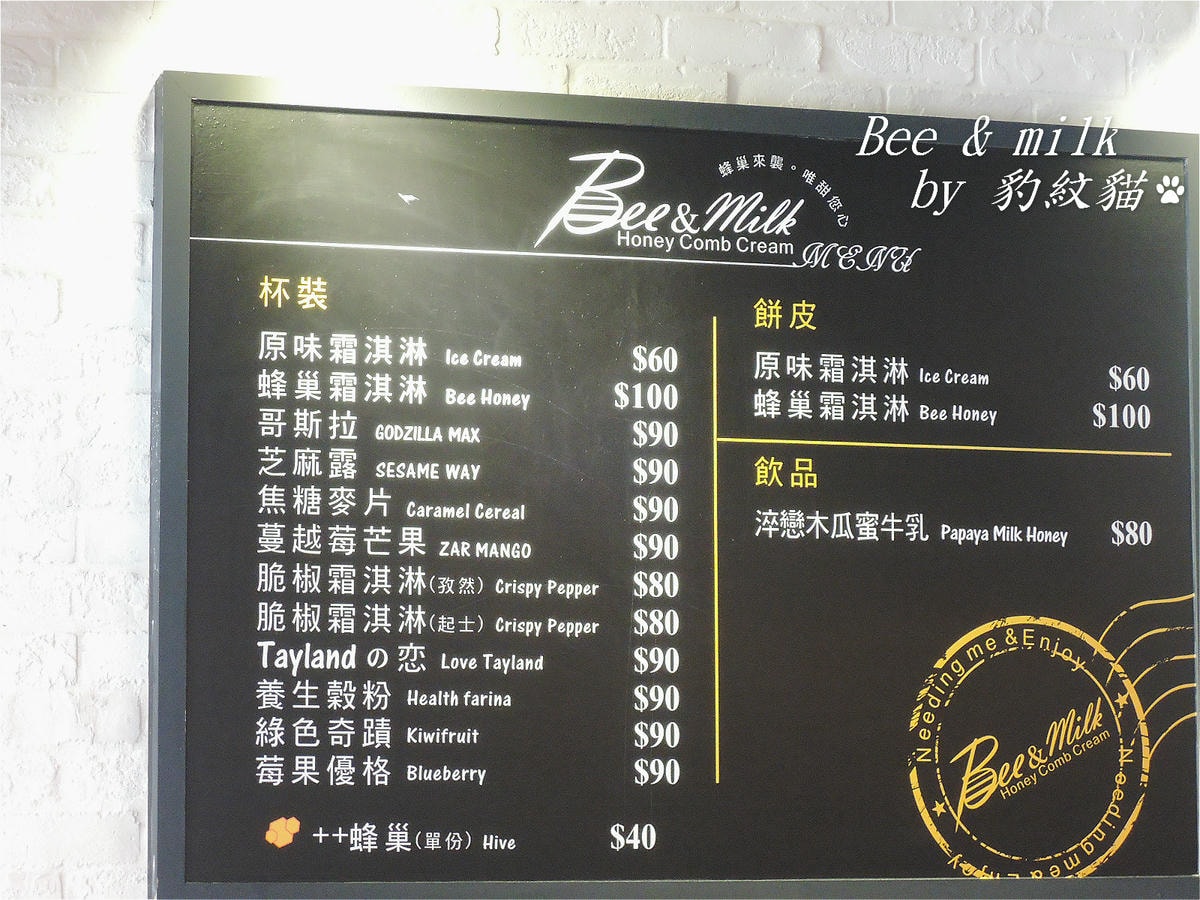 Bee & milk
by 豹紋貓
蜂巢來襲。唯甜您心
Bee & Milk
Honey Comb Cream
MENU
杯裝
原味霜淇淋 Ice Cream $60
蜂巢霜淇淋 Bee Honey $100
哥斯拉 GODZILLA MAX $90
芝麻露 SESAME WAY $90
焦糖麥片 Caramel Cereal $90
蔓越莓芒果 ZAR MANGO $90
脆椒霜淇淋(孜然) Crispy Pepper $80
脆椒霜淇淋(起士) Crispy Pepper $80
Tayland の恋 Love Tayland $90
養生穀粉 Health farina $90
綠色奇蹟 Kiwifruit $90
莓果優格 Blueberry $90
++蜂巢(單份) Hive $40
餅皮
原味霜淇淋 Ice Cream $60
蜂巢霜淇淋 Bee Honey $100
飲品
淬戀木瓜蜜牛乳 Papaya Milk Honey $80
Needing me & Enjoy
Bee & Milk
Honey Comb Cream
Needing me & Enjoy